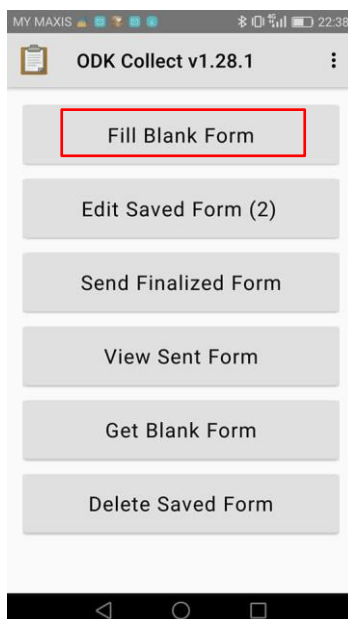 MY MAXIS 4G 22:38
ODK Collect v1.28.1
Fill Blank Form
Edit Saved Form (2)
Send Finalized Form
View Sent Form
Get Blank Form
Delete Saved Form